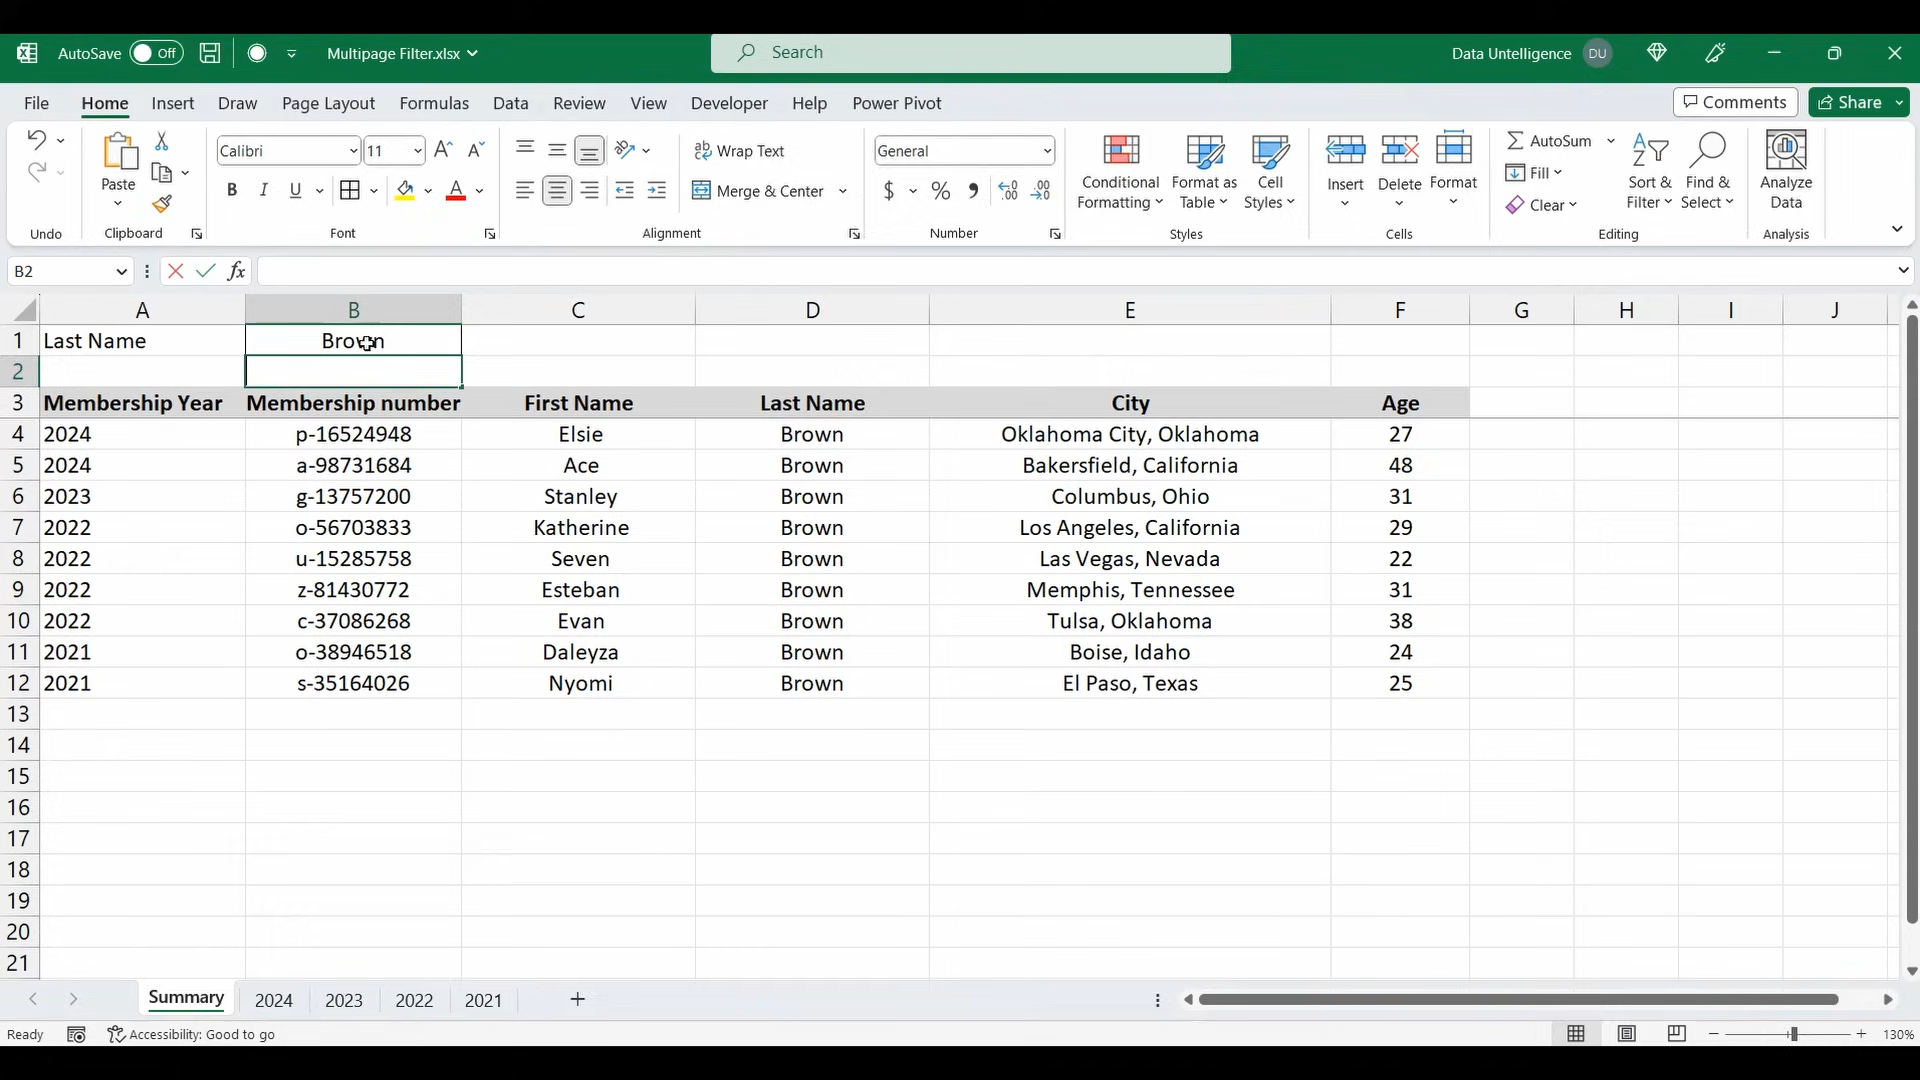 AutoSave Off Multipage Filter.xlsx Search Data Untelligence DU
File Home Insert Draw Page Layout Formulas Data Review View Developer Help Power Pivot Comments Share
Calibri 11 Wrap Text General AutoSum
Paste Conditional Format as Cell Insert Delete Format Fill Sort & Find & Analyze
B I U A Merge & Center $ % Formatting Table Styles Clear Filter Select Data
Undo Clipboard Font Alignment Number Styles Cells Editing Analysis
B2 fx
A B C D E F G H I J
1 Last Name Brown
2
3 Membership Year Membership number First Name Last Name City Age
4 2024 p-16524948 Elsie Brown Oklahoma City, Oklahoma 27
5 2024 a-98731684 Ace Brown Bakersfield, California 48
6 2023 g-13757200 Stanley Brown Columbus, Ohio 31
7 2022 o-56703833 Katherine Brown Los Angeles, California 29
8 2022 u-15285758 Seven Brown Las Vegas, Nevada 22
9 2022 z-81430772 Esteban Brown Memphis, Tennessee 31
10 2022 c-37086268 Evan Brown Tulsa, Oklahoma 38
11 2021 o-38946518 Daleyza Brown Boise, Idaho 24
12 2021 s-35164026 Nyomi Brown El Paso, Texas 25
13
14
15
16
17
18
19
20
21
Summary 2024 2023 2022 2021
Ready Accessibility: Good to go 130%